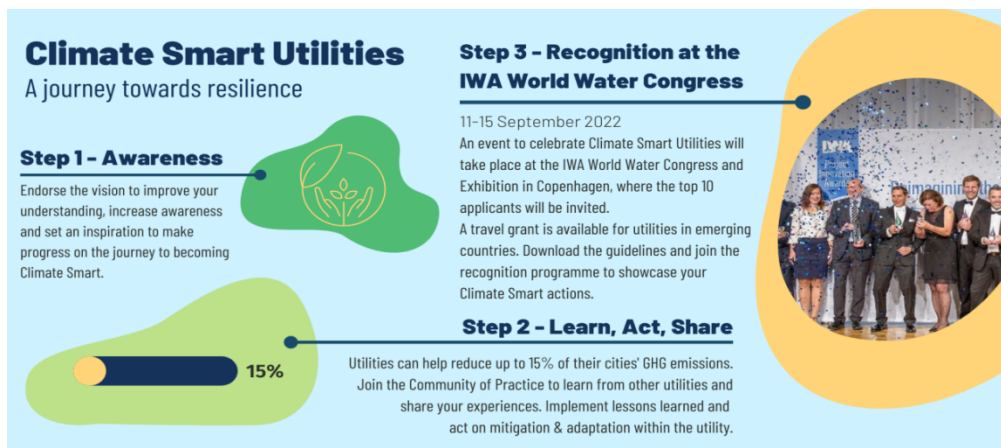 Climate Smart Utilities
A journey towards resilience
Step 1 - Awareness
Endorse the vision to improve your
understanding, increase awareness
and set an inspiration to make
progress on the journey to becoming
Climate Smart.
15%
Step 3 - Recognition at the
IWA World Water Congress
11-15 September 2022
An event to celebrate Climate Smart Utilities will
take place at the IWA World Water Congress and
Exhibition in Copenhagen, where the top 10
applicants will be invited.
A travel grant is available for utilities in emerging
countries. Download the guidelines and join the
recognition programme to showcase your
Climate Smart actions.
Step 2 - Learn, Act, Share
Utilities can help reduce up to 15% of their cities' GHG emissions.
Join the Community of Practice to learn from other utilities and
share your experiences. Implement lessons learned and
act on mitigation & adaptation within the utility.
IWA